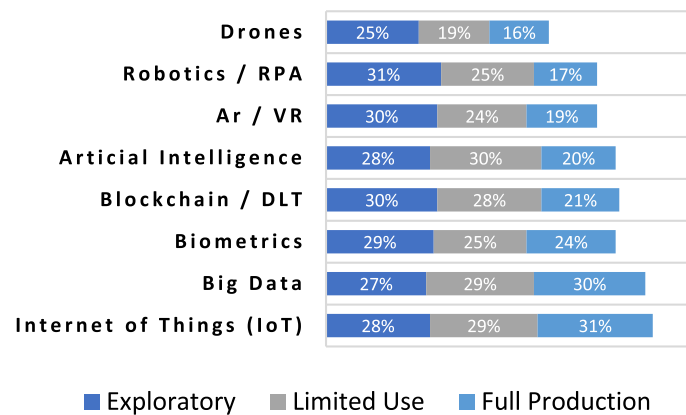 Drones 25% 19% 16%
Robotics / RPA 31% 25% 17%
Ar / VR 30% 24% 19%
Articial Intelligence 28% 30% 20%
Blockchain / DLT 30% 28% 21%
Biometrics 29% 25% 24%
Big Data 27% 29% 30%
Internet of Things (IoT) 28% 29% 31%
Exploratory Limited Use Full Production